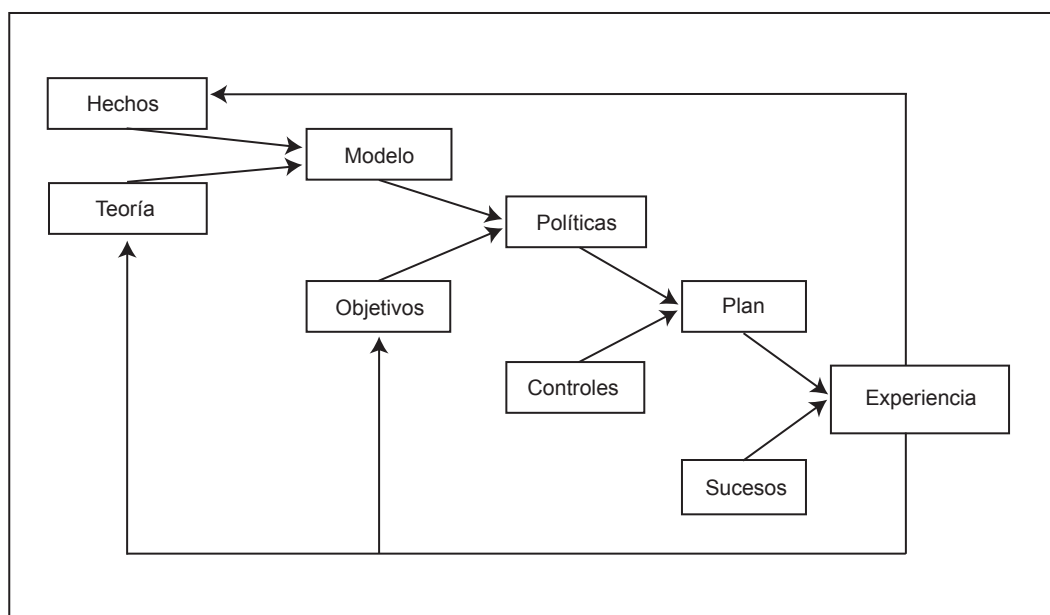 Hechos
Modelo
Teoría
Políticas
Objetivos
Plan
Controles
Experiencia
Sucesos